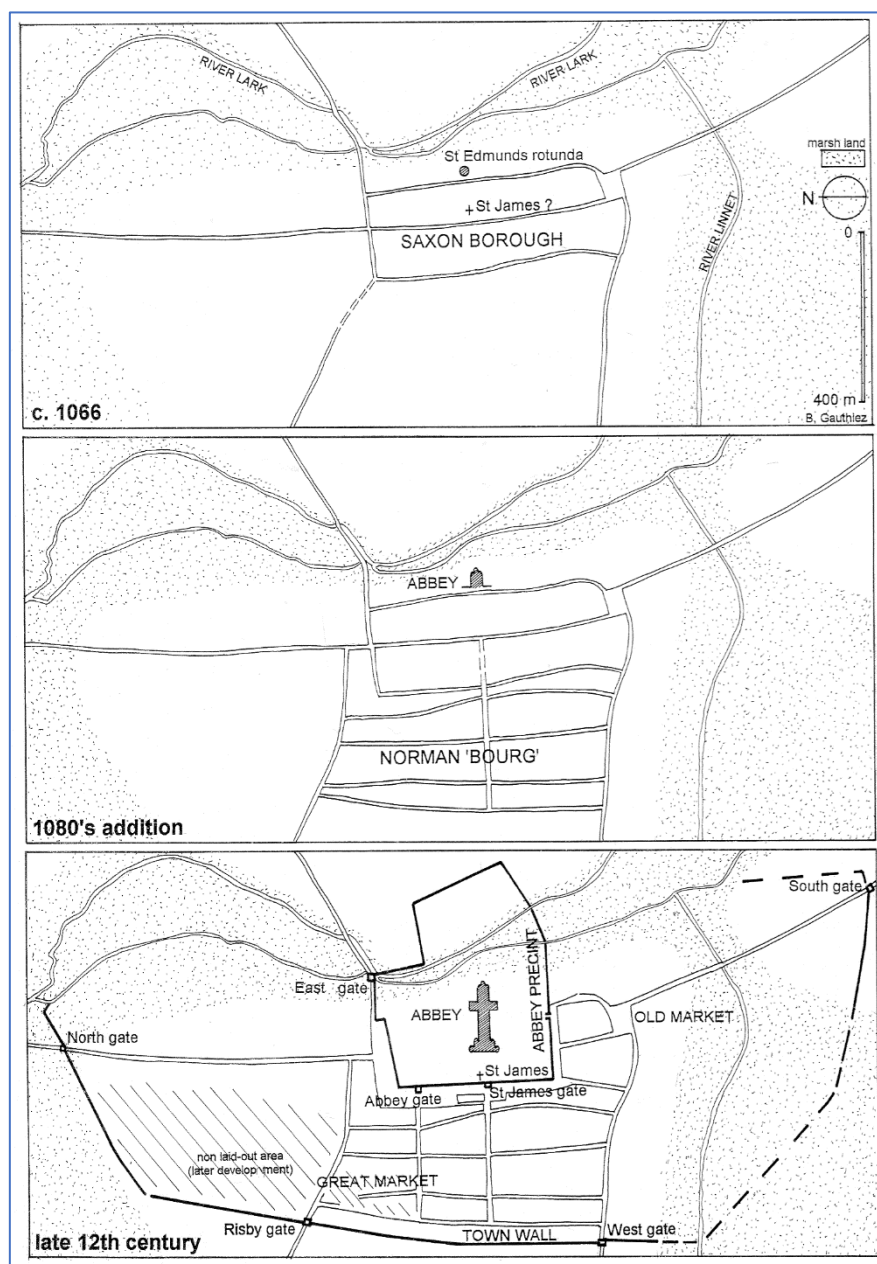 RIVER LARK
RIVER LARK
St Edmunds rotunda
marsh land
St James ?
N
0
SAXON BOROUGH
RIVER LINNET
400 m
c. 1066
B. Gauthiez
ABBEY
NORMAN 'BOURG'
1080's addition
South gate
East gate
ABBEY
ABBEY PRECINT
OLD MARKET
North gate
St James
Abbey gate
St James gate
non laid-out area
(later development)
GREAT MARKET
Risby gate
TOWN WALL
West gate
late 12th century